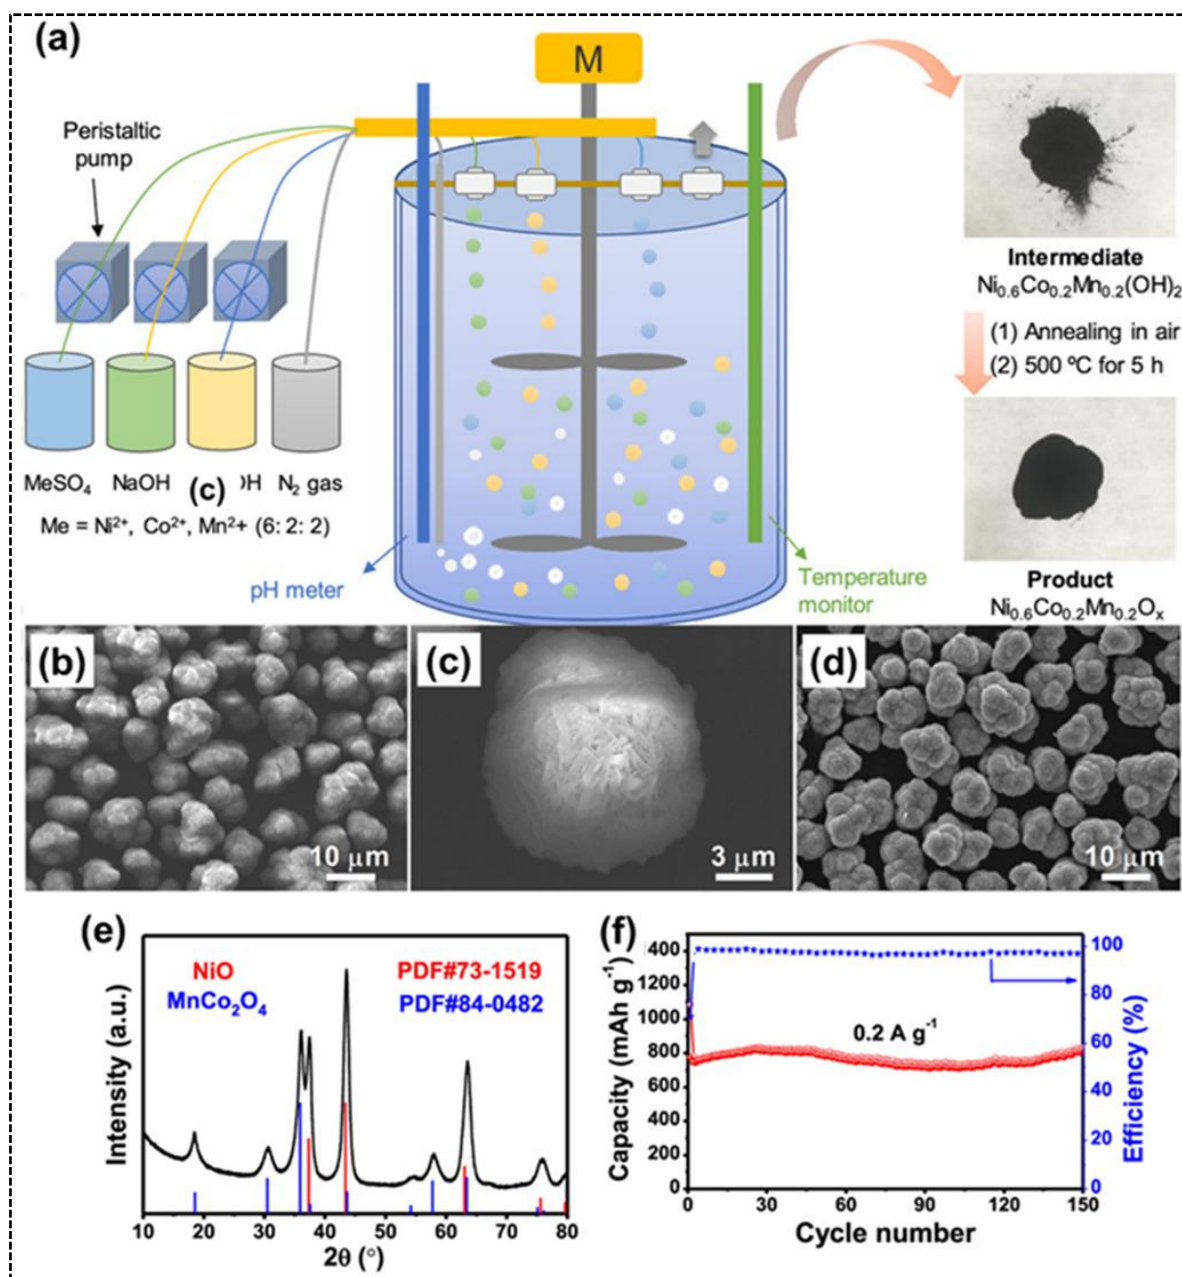 (a)
M
Peristaltic
pump
MeSO₄ NaOH (c) )H N₂ gas
Me = Ni²⁺, Co²⁺, Mn²⁺ (6: 2: 2)
pH meter
Temperature
monitor
Intermediate
Ni₀.₆Co₀.₂Mn₀.₂(OH)₂
(1) Annealing in air
(2) 500 ºC for 5 h
Product
Ni₀.₆Co₀.₂Mn₀.₂Oₓ
(b)
10 μm
(c)
3 μm
(d)
10 μm
(e)
NiO PDF#73-1519
MnCo₂O₄ PDF#84-0482
Intensity (a.u.)
10 20 30 40 50 60 70 80
2θ (°)
(f)
1400
1200
1000
800
600
400
200
0
Capacity (mAh g⁻¹)
0.2 A g⁻¹
100
80
60
40
20
0
Efficiency (%)
0 30 60 90 120 150
Cycle number